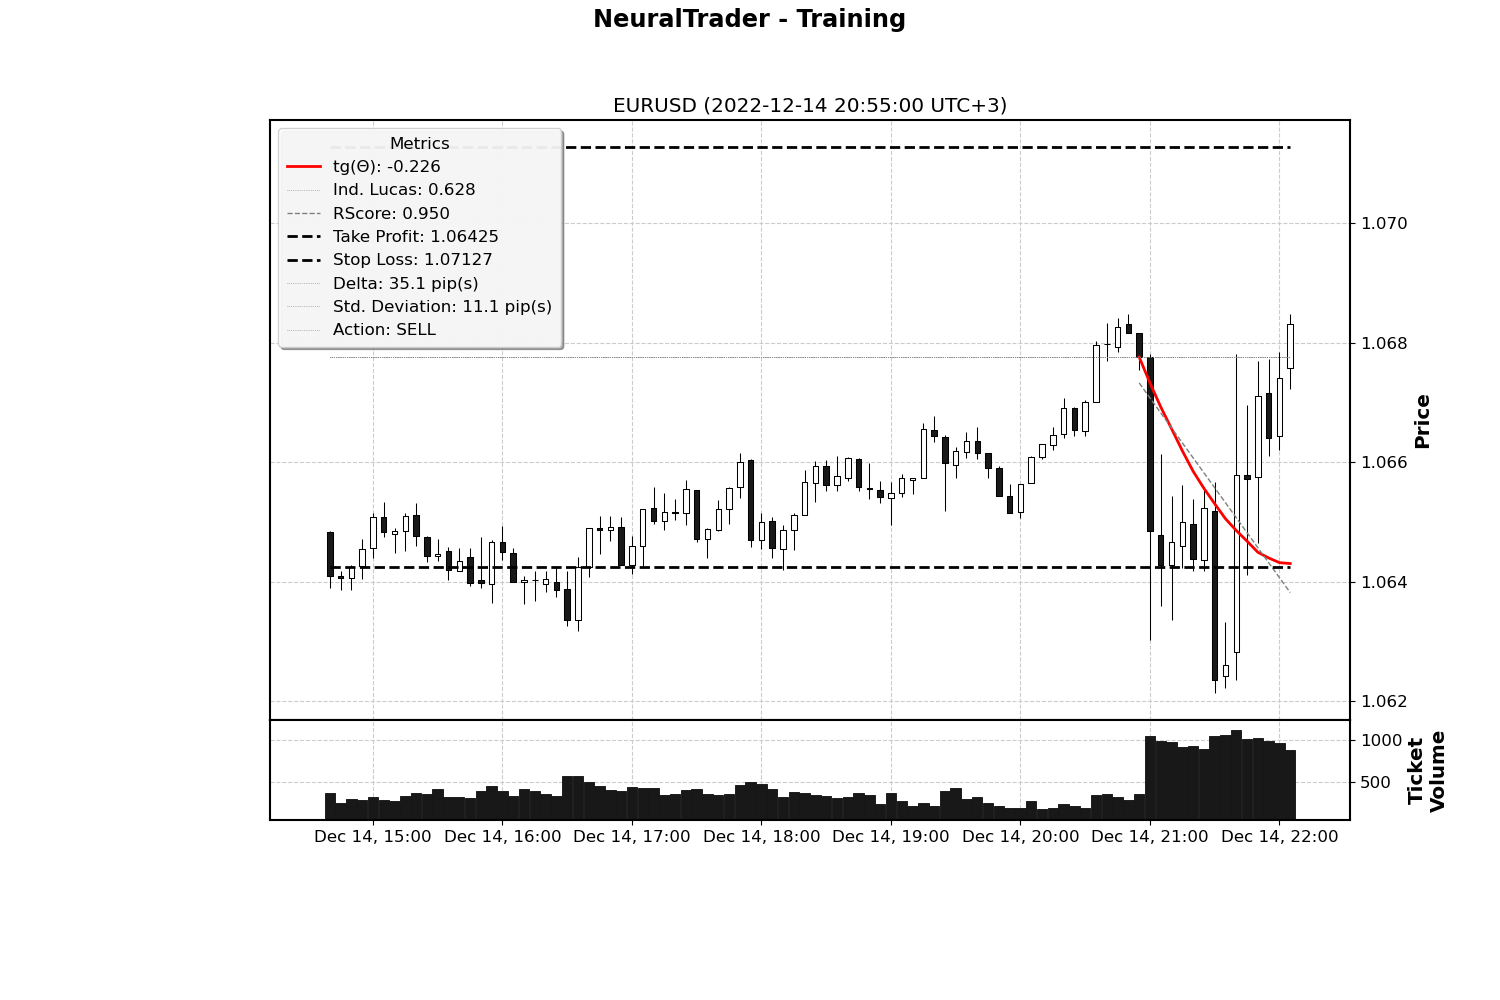 NeuralTrader - Training
EURUSD (2022-12-14 20:55:00 UTC+3)
Metrics
tg(Θ): -0.226
Ind. Lucas: 0.628
RScore: 0.950
Take Profit: 1.06425
Stop Loss: 1.07127
Delta: 35.1 pip(s)
Std. Deviation: 11.1 pip(s)
Action: SELL
1.070
1.068
1.066
1.064
1.062
Price
1000
500
Ticket
Volume
Dec 14, 15:00 Dec 14, 16:00 Dec 14, 17:00 Dec 14, 18:00 Dec 14, 19:00 Dec 14, 20:00 Dec 14, 21:00 Dec 14, 22:00